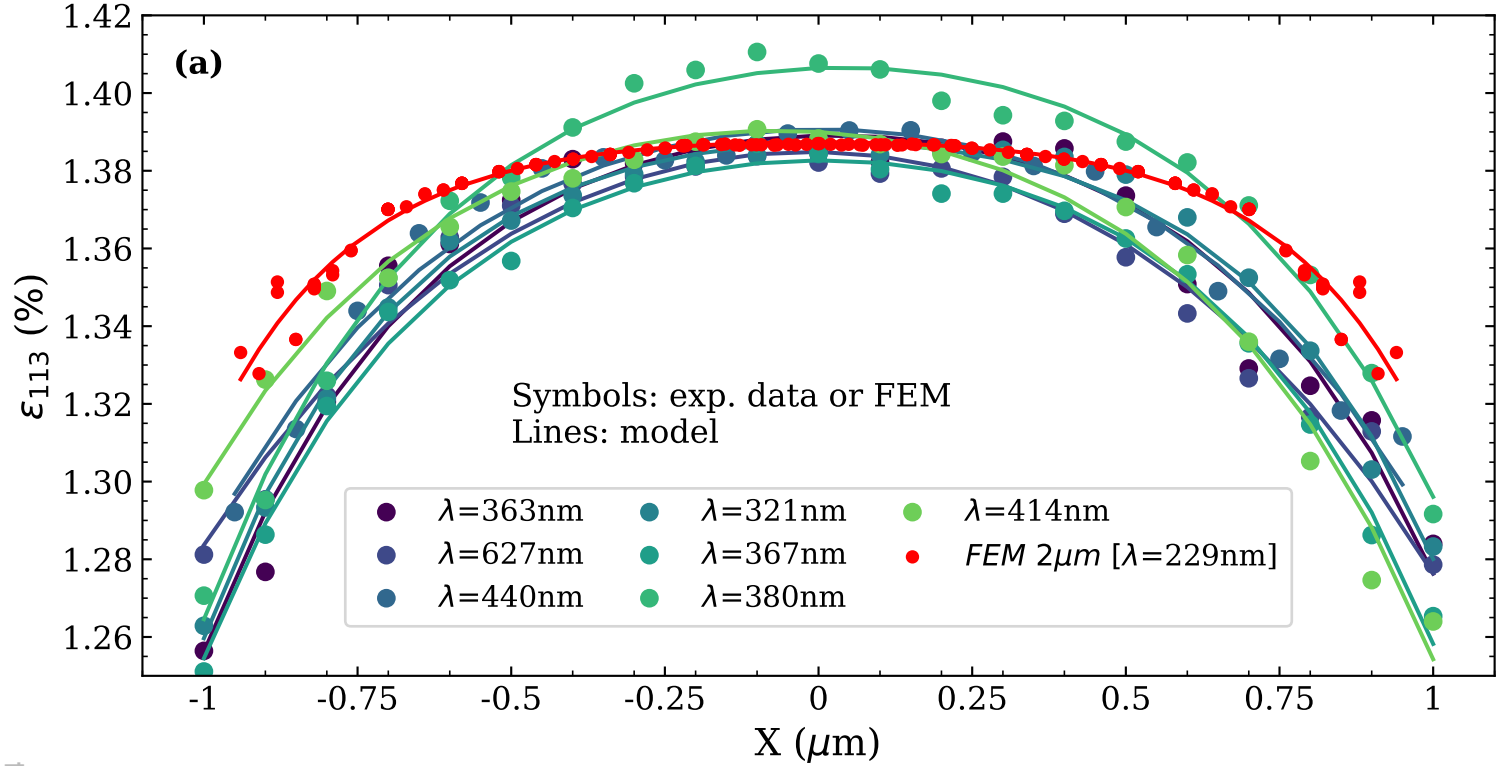 1.42
(a)
1.40
1.38
1.36
1.34
1.32
1.30
1.28
1.26
ε113 (%)
Symbols: exp. data or FEM
Lines: model
λ=363nm λ=321nm λ=414nm
λ=627nm λ=367nm FEM 2μm [λ=229nm]
λ=440nm λ=380nm
-1 -0.75 -0.5 -0.25 0 0.25 0.5 0.75 1
X (μm)